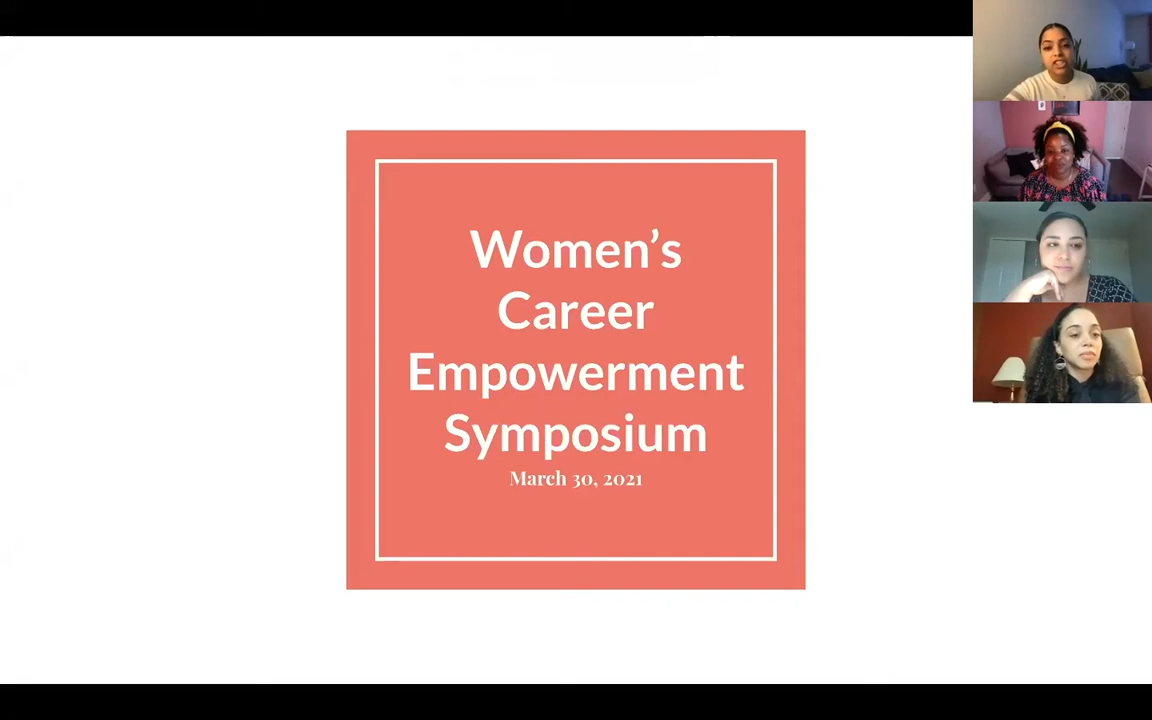 Women’s
Career
Empowerment
Symposium
March 30, 2021